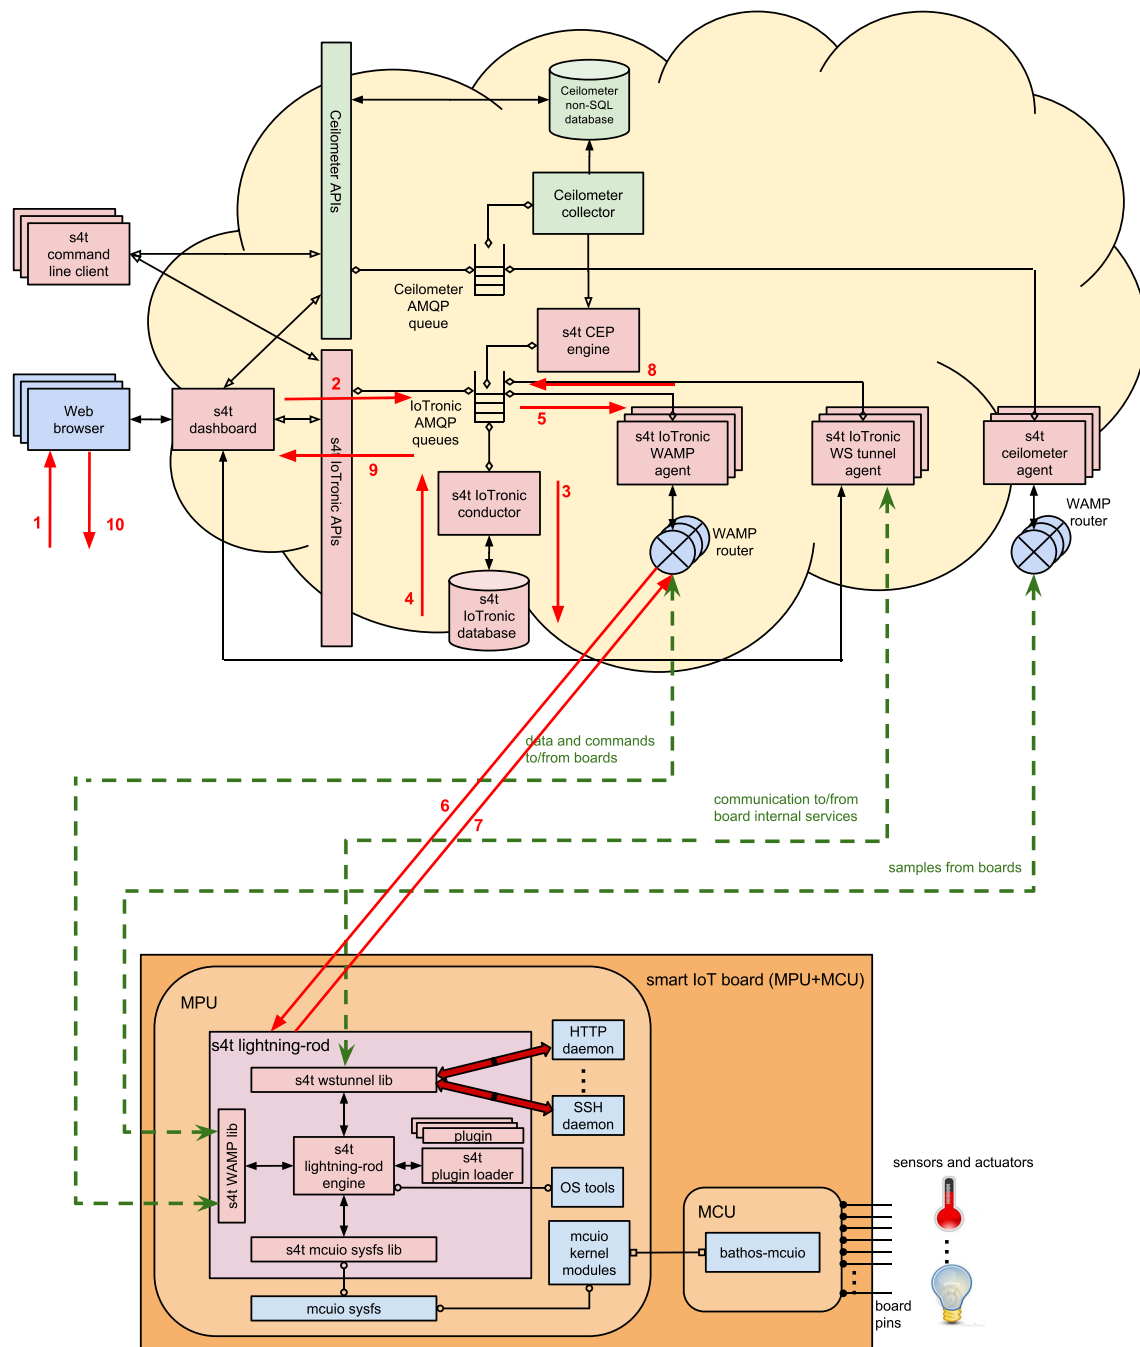 Ceilometer
non-SQL
database
Ceilometer APIs
Ceilometer
collector
s4t
command
line client
Ceilometer
AMQP
queue
s4t CEP
engine
8
2
Web
browser
s4t
dashboard
IoTronic
AMQP
queues
5
s4t IoTronic
WAMP
agent
s4t IoTronic
WS tunnel
agent
s4t
ceilometer
agent
s4t IoTronic APIs
9
1
10
s4t IoTronic
conductor
3
WAMP
router
WAMP
router
4
s4t
IoTronic
database
data and commands
to/from boards
6
7
communication to/from
board internal services
samples from boards
smart IoT board (MPU+MCU)
MPU
s4t lightning-rod
HTTP
daemon
s4t wstunnel lib
SSH
daemon
s4t WAMP lib
plugin
s4t
lightning-rod
engine
s4t
plugin loader
OS tools
sensors and actuators
MCU
s4t mcuio sysfs lib
mcuio
kernel
modules
bathos-mcuio
mcuio sysfs
board
pins